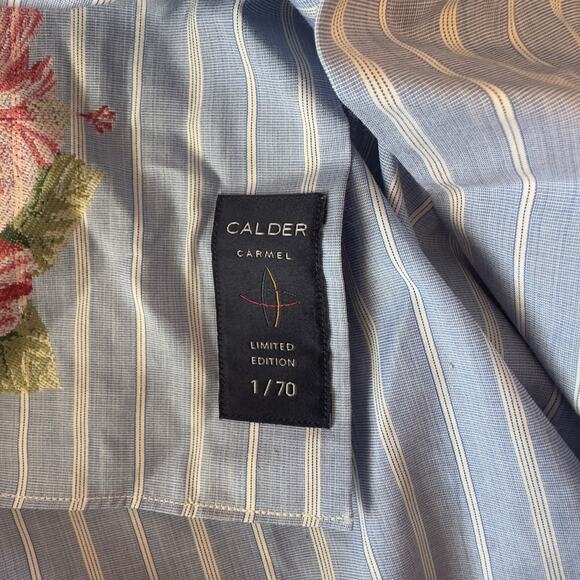 CALDER
CARMEL
LIMITED
EDITION
1 / 70